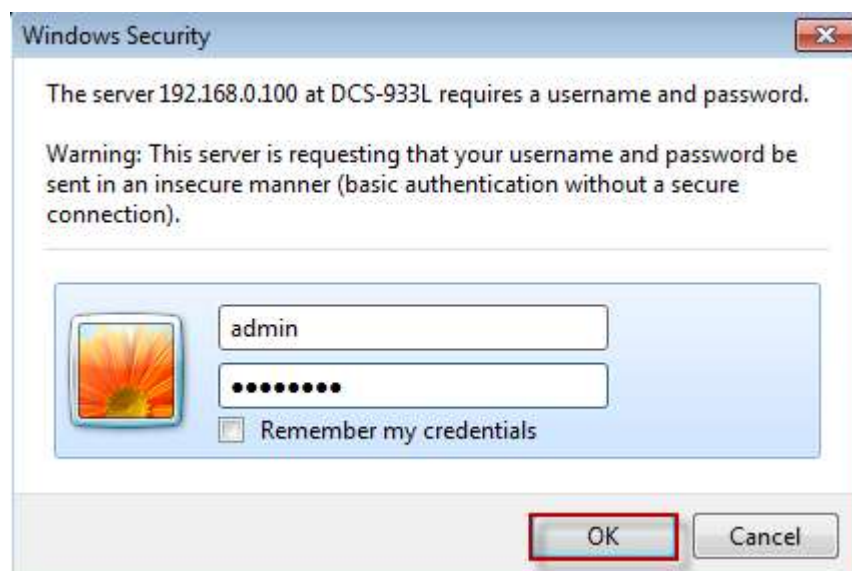 Windows Security
The server 192.168.0.100 at DCS-933L requires a username and password.
Warning: This server is requesting that your username and password be
sent in an insecure manner (basic authentication without a secure
connection).
admin
●●●●●●●●
Remember my credentials
OK
Cancel